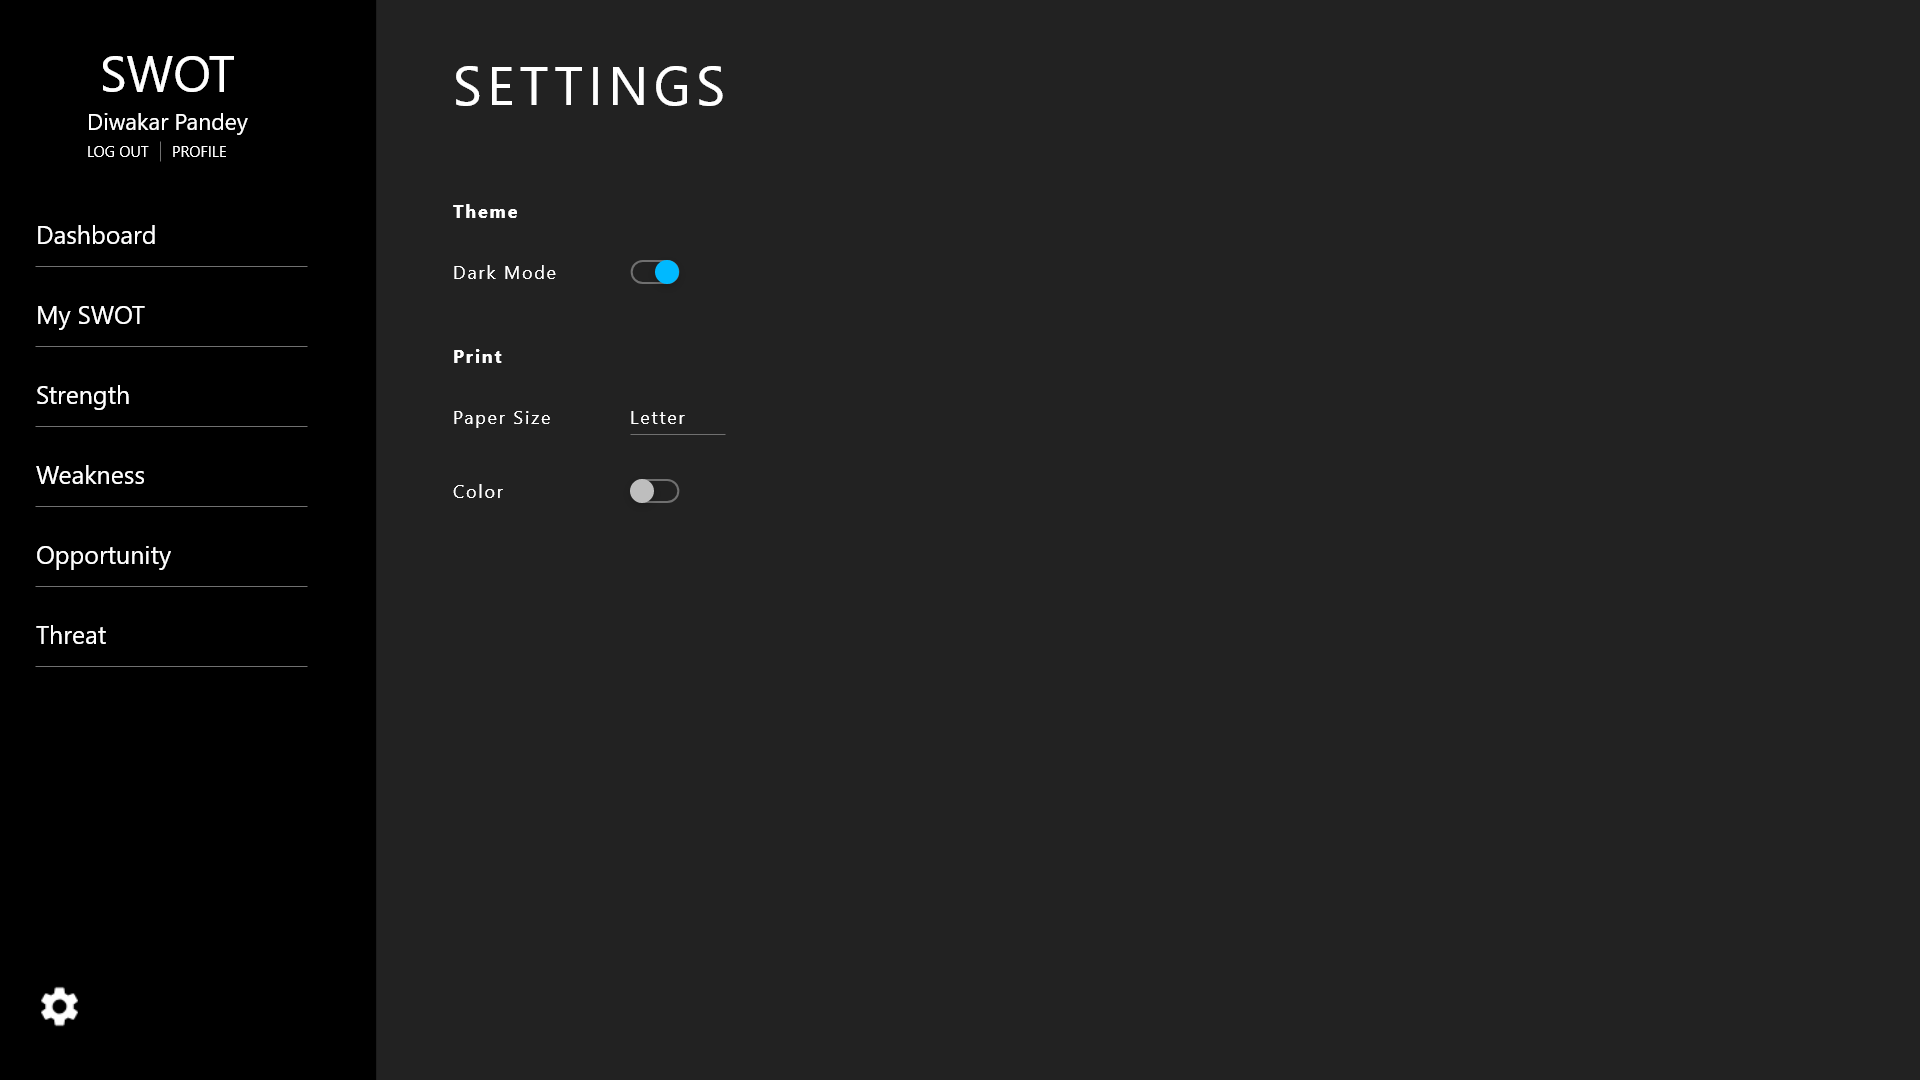 SWOT
Diwakar Pandey
LOG OUT | PROFILE
Dashboard
My SWOT
Strength
Weakness
Opportunity
Threat
SETTINGS
Theme
Dark Mode
Print
Paper Size Letter
Color